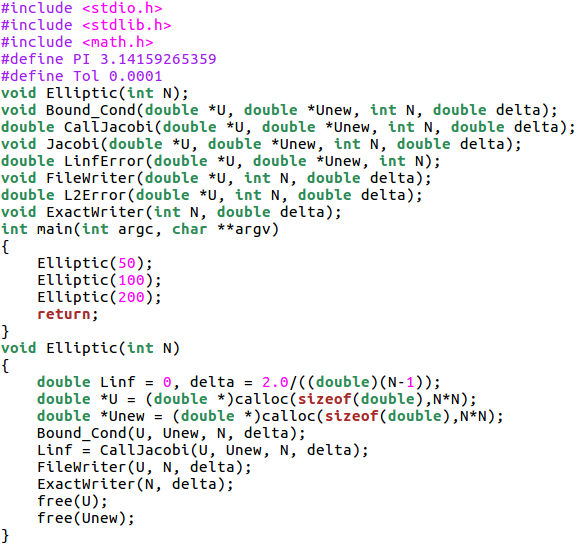 #include <stdio.h>
#include <stdlib.h>
#include <math.h>
#define PI 3.14159265359
#define Tol 0.0001
void Elliptic(int N);
void Bound_Cond(double *U, double *Unew, int N, double delta);
double CallJacobi(double *U, double *Unew, int N, double delta);
void Jacobi(double *U, double *Unew, int N, double delta);
double LinfError(double *U, double *Unew, int N);
void FileWriter(double *U, int N, double delta);
double L2Error(double *U, int N, double delta);
void ExactWriter(int N, double delta);
int main(int argc, char **argv)
{
    Elliptic(50);
    Elliptic(100);
    Elliptic(200);
    return;
}
void Elliptic(int N)
{
    double Linf = 0, delta = 2.0/((double)(N-1));
    double *U = (double *)calloc(sizeof(double),N*N);
    double *Unew = (double *)calloc(sizeof(double),N*N);
    Bound_Cond(U, Unew, N, delta);
    Linf = CallJacobi(U, Unew, N, delta);
    FileWriter(U, N, delta);
    ExactWriter(N, delta);
    free(U);
    free(Unew);
}